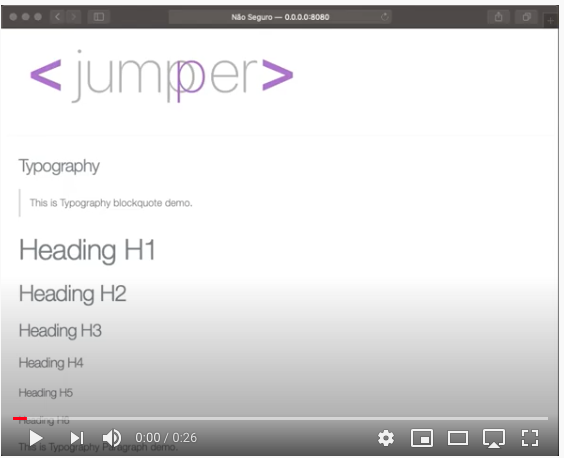 Não Seguro — 0.0.0.0:8080
<jumpper>
Typography
This is Typography blockquote demo.
Heading H1
Heading H2
Heading H3
Heading H4
Heading H5
Heading H6
This is Typography Paragraph demo.
0:00 / 0:26